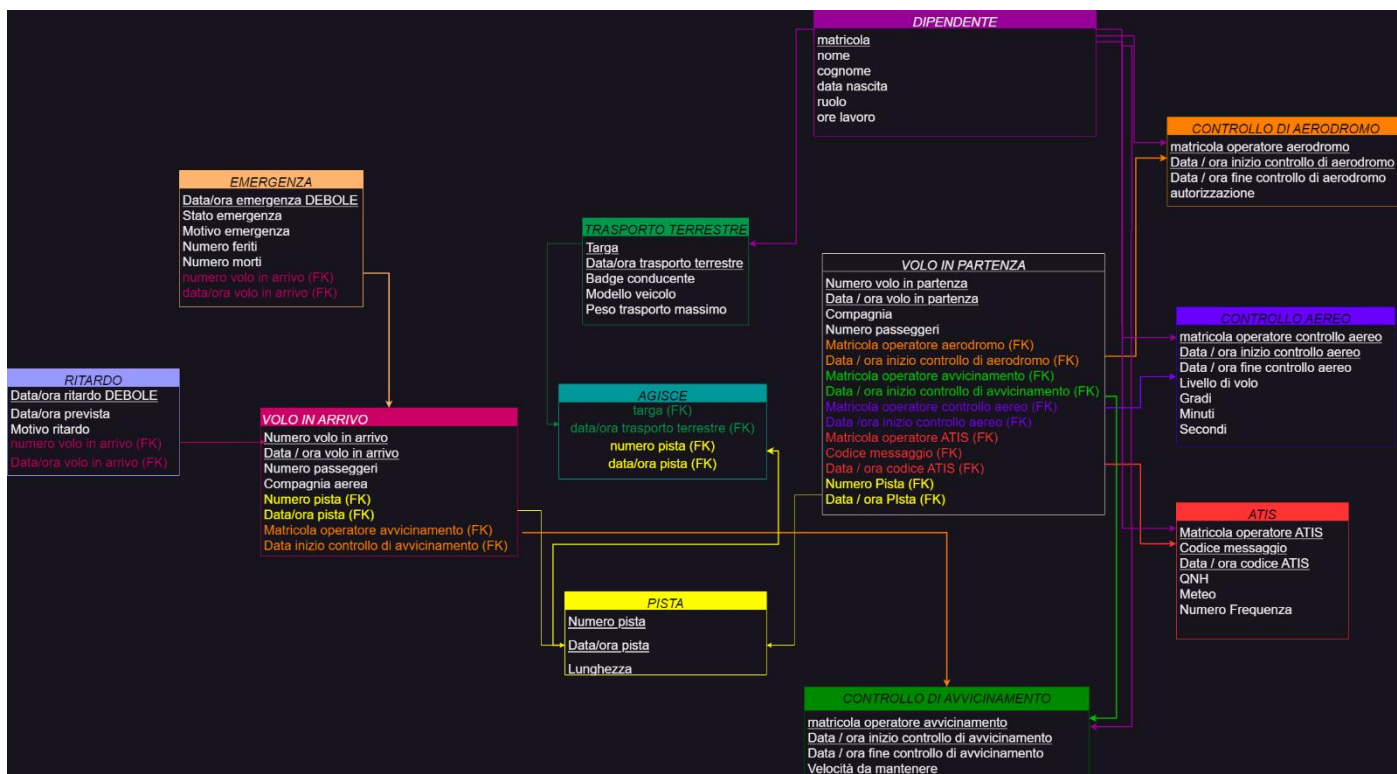 DIPENDENTE
matricola
nome
cognome
data nascita
ruolo
ore lavoro
CONTROLLO DI AERODROMO
matricola operatore aerodromo
Data / ora inizio controllo di aerodromo
Data / ora fine controllo di aerodromo
autorizzazione
EMERGENZA
Data/ora emergenza DEBOLE
Stato emergenza
Motivo emergenza
Numero feriti
Numero morti
numero volo in arrivo (FK)
data/ora volo in arrivo (FK)
TRASPORTO TERRESTRE
Targa
Data/ora trasporto terrestre
Badge conducente
Modello veicolo
Peso trasporto massimo
VOLO IN PARTENZA
Numero volo in partenza
Data / ora volo in partenza
Compagnia
Numero passeggeri
Matricola operatore aerodromo (FK)
Data / ora inizio controllo di aerodromo (FK)
Matricola operatore avvicinamento (FK)
Data / ora inizio controllo di avvicinamento (FK)
Matricola operatore controllo aereo (FK)
Data /ora inizio controllo aereo (FK)
Matricola operatore ATIS (FK)
Codice messaggio (FK)
Data / ora codice ATIS (FK)
Numero Pista (FK)
Data / ora PIsta (FK)
CONTROLLO AEREO
matricola operatore controllo aereo
Data / ora inizio controllo aereo
Data / ora fine controllo aereo
Livello di volo
Gradi
Minuti
Secondi
RITARDO
Data/ora ritardo DEBOLE
Data/ora prevista
Motivo ritardo
numero volo in arrivo (FK)
Data/ora volo in arrivo (FK)
VOLO IN ARRIVO
Numero volo in arrivo
Data / ora volo in arrivo
Numero passeggeri
Compagnia aerea
Numero pista (FK)
Data/ora pista (FK)
Matricola operatore avvicinamento (FK)
Data inizio controllo di avvicinamento (FK)
AGISCE
targa (FK)
data/ora trasporto terrestre (FK)
numero pista (FK)
data/ora pista (FK)
ATIS
Matricola operatore ATIS
Codice messaggio
Data / ora codice ATIS
QNH
Meteo
Numero Frequenza
PISTA
Numero pista
Data/ora pista
Lunghezza
CONTROLLO DI AVVICINAMENTO
matricola operatore avvicinamento
Data / ora inizio controllo di avvicinamento
Data / ora fine controllo di avvicinamento
Velocità da mantenere